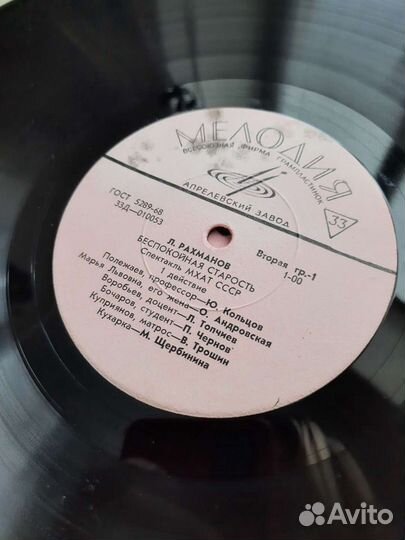 МЕЛОДИЯ
ВСЕСОЮЗНАЯ ФИРМА ГРАМПЛАСТИНОК
АПРЕЛЕВСКИЙ ЗАВОД
33
ГОСТ 5289-68
33Д—010053
Вторая гр.-1
1-00
Л. РАХМАНОВ
БЕСПОКОЙНАЯ СТАРОСТЬ
Спектакль МХАТ СССР
1 действие
Полежаев, профессор—Ю. Кольцов
Марья Львовна, его жена—О. Андровская
Воробьев, доцент—Л. Топчиев
Бочаров, студент—П. Чернов
Куприянов, матрос—В. Трошин
Кухарка—
М. Щербинина
Avito